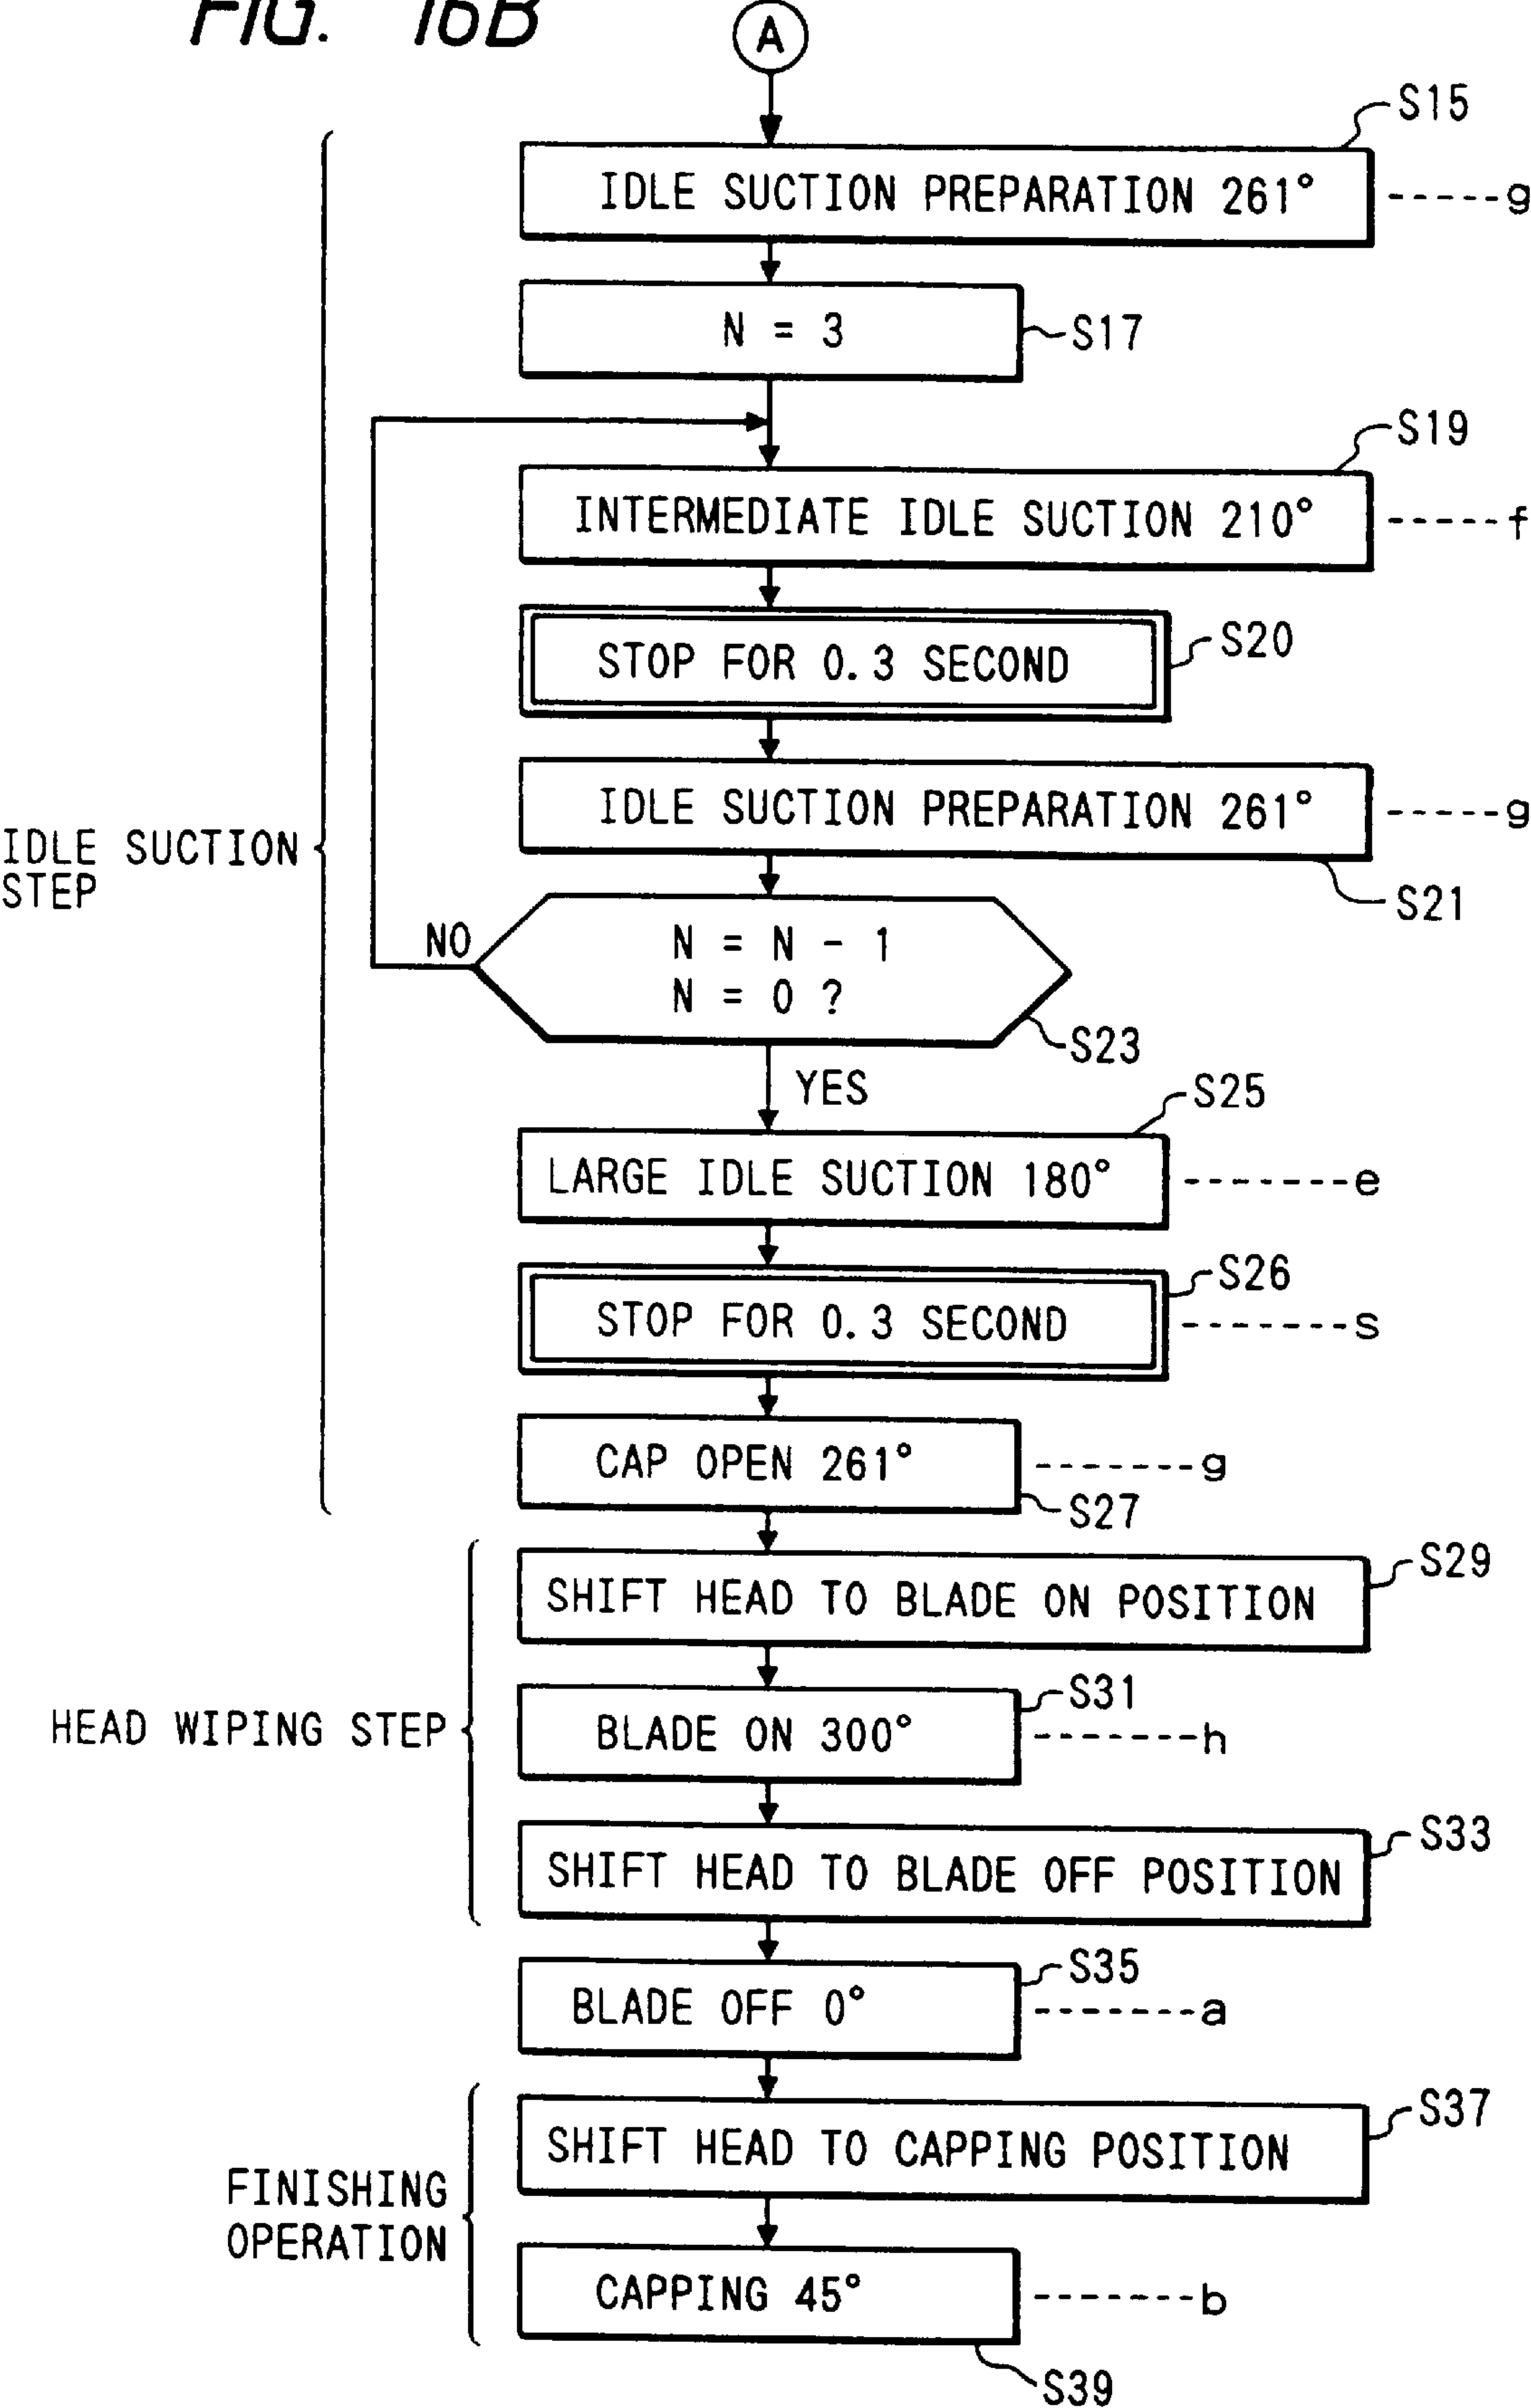 FIG. 16B
A
S15
IDLE SUCTION PREPARATION 261°
g
N = 3
S17
S19
INTERMEDIATE IDLE SUCTION 210°
f
S20
STOP FOR 0.3 SECOND
IDLE SUCTION PREPARATION 261°
g
S21
IDLE SUCTION
STEP
NO
N = N - 1
N = 0 ?
S23
YES
S25
LARGE IDLE SUCTION 180°
e
S26
STOP FOR 0.3 SECOND
s
CAP OPEN 261°
g
S27
S29
SHIFT HEAD TO BLADE ON POSITION
HEAD WIPING STEP
S31
BLADE ON 300°
h
S33
SHIFT HEAD TO BLADE OFF POSITION
S35
BLADE OFF 0°
a
S37
SHIFT HEAD TO CAPPING POSITION
FINISHING
OPERATION
CAPPING 45°
b
S39